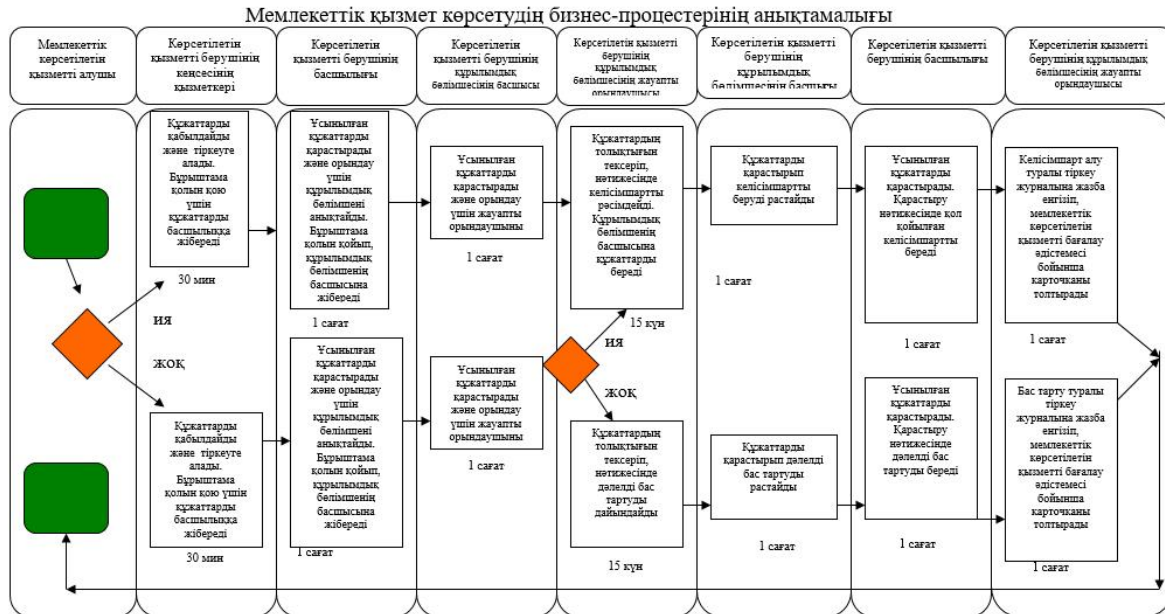 Мемлекеттік қызмет көрсетудің бизнес-процестерінің анықтамалығы
Мемлекеттік
көрсетілетін
қызметті алушы
Көрсетілетін
қызметті берушінің
кеңсесінің
қызметкері
Көрсетілетін
қызметті берушінің
басшылығы
Көрсетілетін
қызметті берушінің
құрылымдық
бөлімшесінің басшысы
Көрсетілетін қызметті
берушінің
құрылымдық
бөлімшесінің жауапты
орындаушысы
Көрсетілетін қызметті
берушінің
құрылымдық
бөлімшесінің басшысы
Көрсетілетін қызметті
берушінің басшылығы
Көрсетілетін қызметті
берушінің құрылымдық
бөлімшесінің жауапты
орындаушысы
Құжаттарды
қабылдайды
және тіркеуге
алады.
Бұрыштама
қолын қою
үшін
құжаттарды
басшылыққа
жібереді
30 мин
Ұсынылған
құжаттарды
қарастырады
және орындау
үшін
құрылымдық
бөлімшені
анықтайды.
Бұрыштама
қолын қойып,
құрылымдық
бөлімшенің
басшысына
жібереді
1 сағат
Ұсынылған
құжаттарды
қарастырады
және орындау
үшін жауапты
орындаушыны
1 сағат
Құжаттардың
толықтығын
тексеріп,
нәтижесінде
келісімшартты
рәсімдейді.
Құрылымдық
бөлімшенің
басшысына
құжаттарды
береді
15 күн
Құжаттарды
қарастырып
келісімшартты
беруді растайды
1 сағат
Ұсынылған
құжаттарды
қарастырады.
Қарастыру
нәтижесінде қол
қойылған
келісімшартты
береді
1 сағат
Келісімшарт алу
туралы тіркеу
журналына жазба
енгізіп,
мемлекеттік
көрсетілетін
қызметті бағалау
әдістемесі
бойынша
карточканы
толтырады
1 сағат
ИЯ
ЖОҚ
ИЯ
ЖОҚ
Құжаттарды
қабылдайды
және тіркеуге
алады.
Бұрыштама
қолын қою үшін
құжаттарды
басшылыққа
жібереді
30 мин
Ұсынылған
құжаттарды
қарастырады
және орындау
үшін
құрылымдық
бөлімшені
анықтайды.
Бұрыштама
қолын қойып,
құрылымдық
бөлімшенің
басшысына
жібереді
1 сағат
Ұсынылған
құжаттарды
қарастырады
және орындау
үшін жауапты
орындаушыны
1 сағат
Құжаттардың
толықтығын
тексеріп,
нәтижесінде
дәлелді бас
тартуды
дайындайды
15 күн
Құжаттарды
қарастырып дәлелді
бас тартуды
растайды
1 сағат
Ұсынылған
құжаттарды
қарастырады.
Қарастыру
нәтижесінде
дәлелді бас
тартуды береді
1 сағат
Бас тарту туралы
тіркеу
журналына жазба
енгізіп,
мемлекеттік
көрсетілетін
қызметті бағалау
әдістемесі
бойынша
карточканы
толтырады
1 сағат